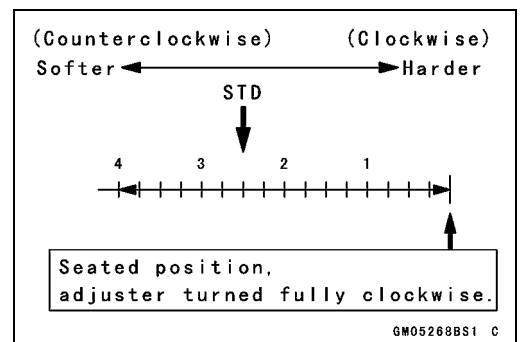 (Counterclockwise) (Clockwise)
Softer Harder
STD
4 3 2 1
Seated position,
adjuster turned fully clockwise.
GM05268BS1 C